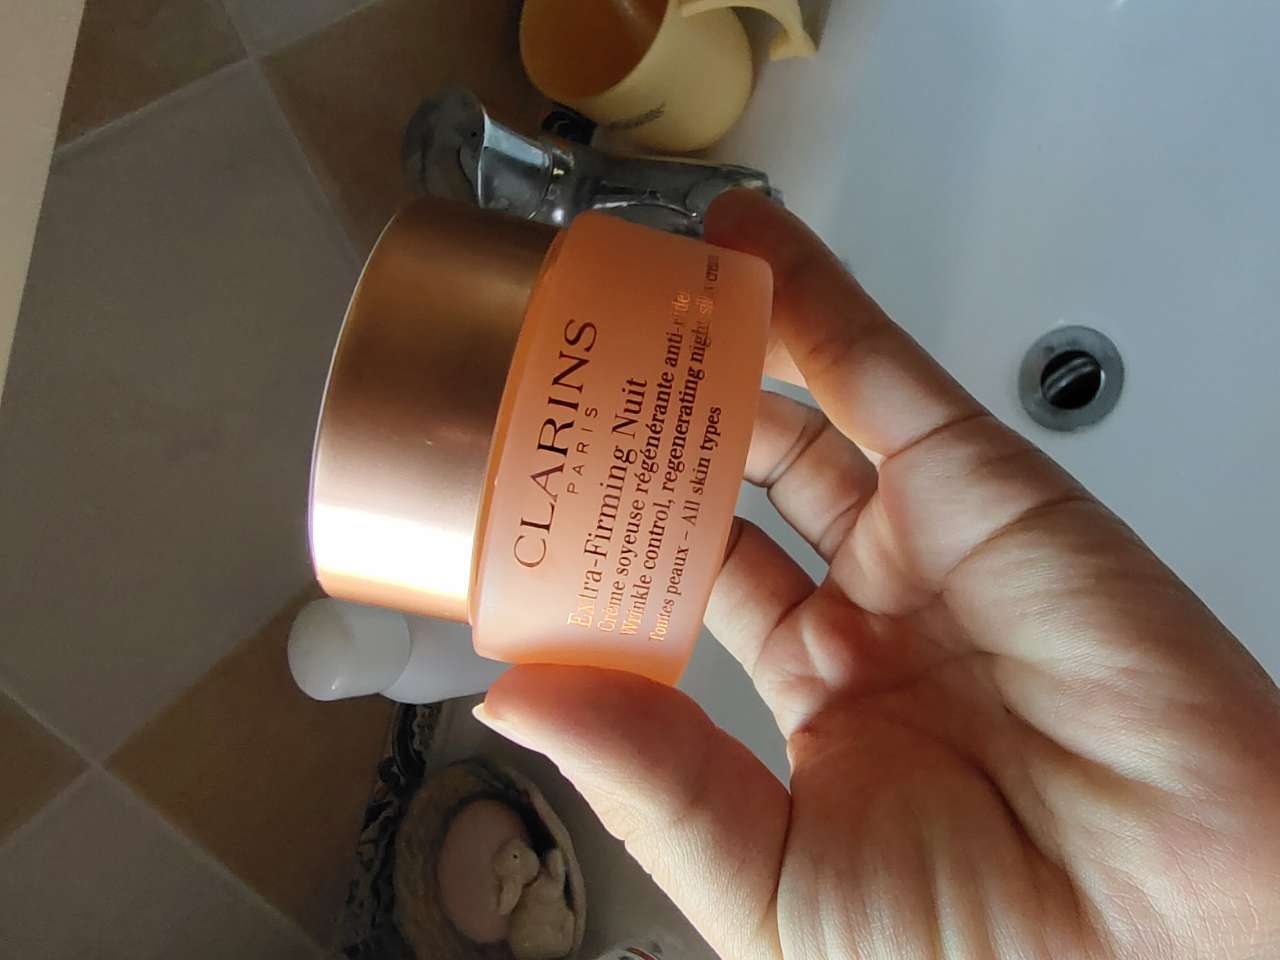 CLARINS
PARIS
Extra-Firming Nuit
Crème soyeuse régénérante anti-rides
Wrinkle control, regenerating night silky cream
Toutes peaux – All skin types